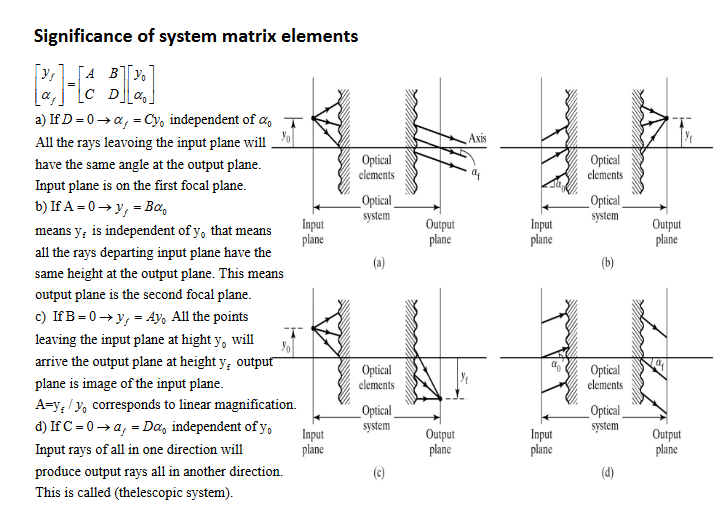 Significance of system matrix elements
[y_f α_f] = [A B C D][y_0 α_0]
a) If D = 0 → α_f = Cy_0 independent of α_0
All the rays leavoing the input plane will
have the same angle at the output plane.
Input plane is on the first focal plane.
b) If A = 0 → y_f = Bα_0
means y_f is independent of y_0 that means
all the rays departing input plane have the
same height at the output plane. This means
output plane is the second focal plane.
c) If B = 0 → y_f = Ay_0 All the points
leaving the input plane at hight y_0 will
arrive the output plane at height y_f output
plane is image of the input plane.
A=y_f / y_0 corresponds to linear magnification.
d) If C = 0 → α_f = Dα_0 independent of y_0
Input rays of all in one direction will
produce output rays all in another direction.
This is called (thelescopic system).
y_0
Axis
α_f
Optical
elements
Optical
system
Input
plane
Output
plane
(a)
y_f
α_0
Optical
elements
Optical
system
Input
plane
Output
plane
(b)
y_0
y_f
Optical
elements
Optical
system
Input
plane
Output
plane
(c)
α_0
α_f
Optical
elements
Optical
system
Input
plane
Output
plane
(d)